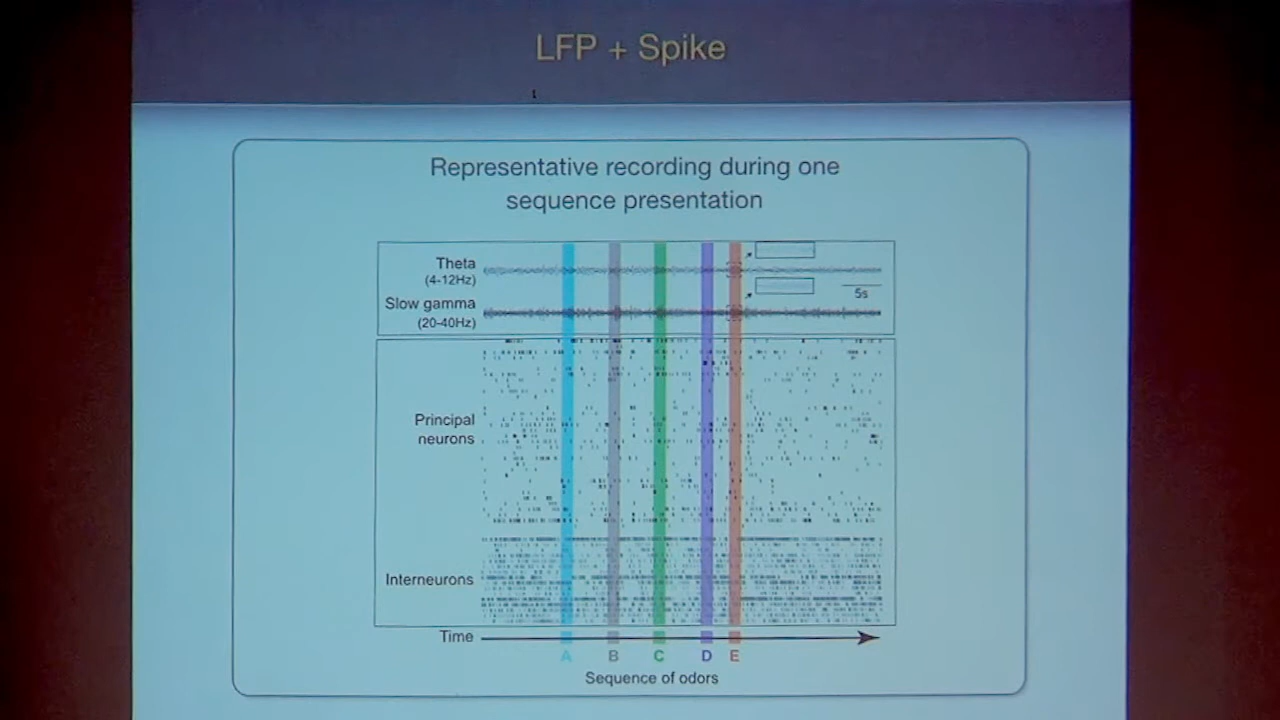 LFP + Spike
Representative recording during one
sequence presentation
Theta
(4-12Hz)
5s
Slow gamma
(20-40Hz)
Principal
neurons
Interneurons
Time
A B C D E
Sequence of odors